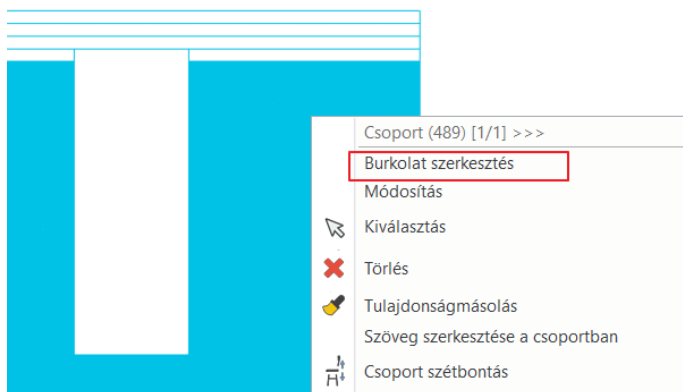 Csoport (489) [1/1] >>>
Burkolat szerkesztés
Módosítás
Kiválasztás
Törlés
Tulajdonságmásolás
Szöveg szerkesztése a csoportban
Csoport szétbontás